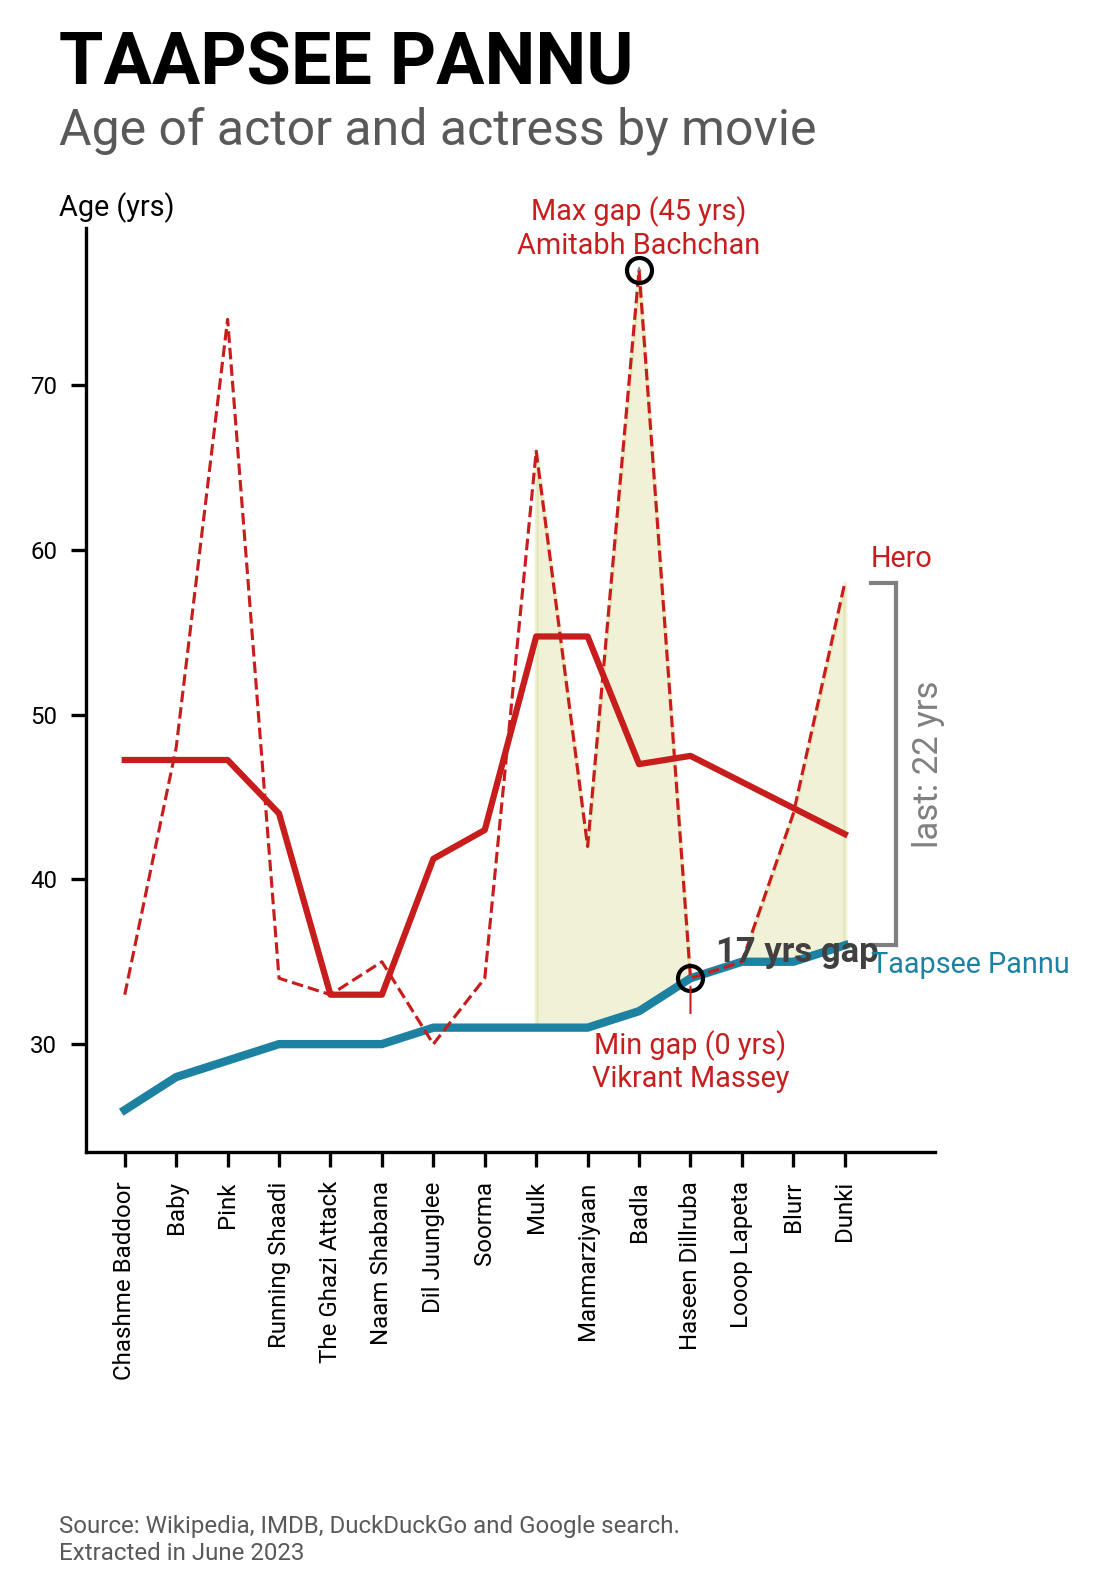 TAAPSEE PANNU
Age of actor and actress by movie
Age (yrs)
Max gap (45 yrs)
Amitabh Bachchan
70
60
50
40
30
Hero
last: 22 yrs
17 yrs gap
Taapsee Pannu
Min gap (0 yrs)
Vikrant Massey
Chashme Baddoor
Baby
Pink
Running Shaadi
The Ghazi Attack
Naam Shabana
Dil Juunglee
Soorma
Mulk
Manmarziyaan
Badla
Haseen Dillruba
Looop Lapeta
Blurr
Dunki
Source: Wikipedia, IMDB, DuckDuckGo and Google search.
Extracted in June 2023